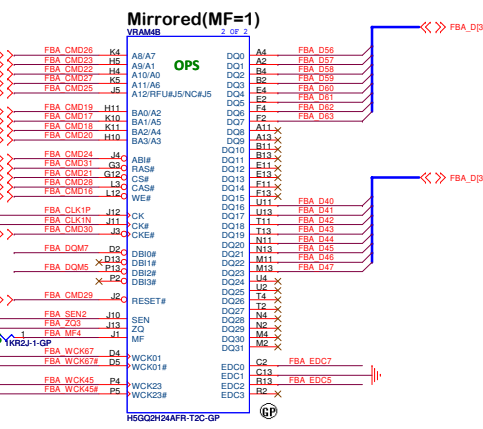 Mirrored(MF=1)
VRAM4B 2 OF 2
OPS
FBA_CMD26 K4 A8/A7 DQ0 A4 FBA_D56
FBA_CMD23 H5 A9/A1 DQ1 A2 FBA_D57
FBA_CMD22 H4 A10/A0 DQ2 B4 FBA_D58
FBA_CMD27 K5 A11/A6 DQ3 B2 FBA_D59
FBA_CMD25 J5 A12/RFU#J5/NC#J5 DQ4 E4 FBA_D60
DQ5 E2 FBA_D61
FBA_CMD19 H11 BA0/A2 DQ6 F4 FBA_D62
FBA_CMD17 K10 BA1/A5 DQ7 F2 FBA_D63
FBA_CMD18 K11 BA2/A4 DQ8 A11
FBA_CMD20 H10 BA3/A3 DQ9 A13
DQ10 B11
FBA_CMD24 J4 ABI# DQ11 B13
FBA_CMD31 G3 RAS# DQ12 E11
FBA_CMD21 G12 CS# DQ13 E13
FBA_CMD28 L3 CAS# DQ14 F11
FBA_CMD16 L12 WE# DQ15 F13
DQ16 U11 FBA_D40
FBA_CLK1P J12 CK DQ17 U13 FBA_D41
FBA_CLK1N J11 CK# DQ18 T11 FBA_D42
FBA_CMD30 J3 CKE# DQ19 T13 FBA_D43
DQ20 N11 FBA_D44
FBA_DQM7 D2 DBI0# DQ21 N13 FBA_D45
D13 DBI1# DQ22 M11 FBA_D46
FBA_DQM5 P13 DBI2# DQ23 M13 FBA_D47
P2 DBI3# DQ24 U4
DQ25 U2
FBA_CMD29 J2 RESET# DQ26 T4
DQ27 T2
FBA_SEN2 J10 SEN DQ28 N4
FBA_ZQ3 J13 ZQ DQ29 N2
1 FBA_MF4 J1 MF DQ30 M4
1KR2J-1-GP DQ31 M2
FBA_WCK67 D4 WCK01 EDC0 C2 FBA_EDC7
FBA_WCK67# D5 WCK01# EDC1 C13
FBA_WCK45 P4 WCK23 EDC2 R13 FBA_EDC5
FBA_WCK45# P5 WCK23# EDC3 R2
H5GQ2H24AFR-T2C-GP
GP
FBA_D[3
FBA_D[3